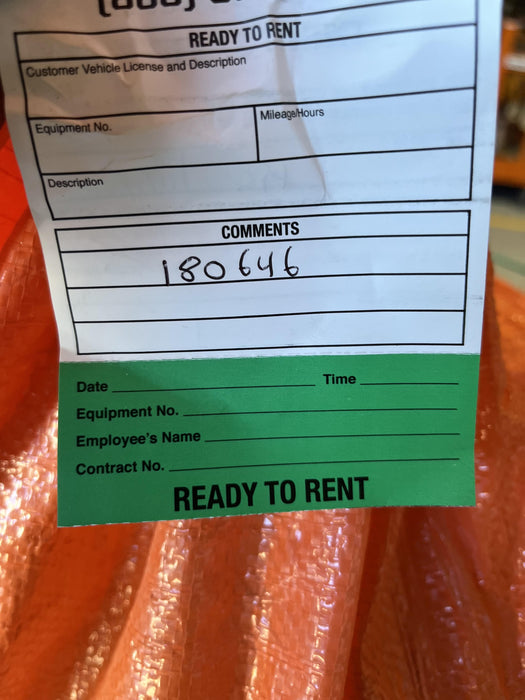 READY TO RENT
Customer Vehicle License and Description
Equipment No.
Mileage/Hours
Description
COMMENTS
180646
Date
Time
Equipment No.
Employee's Name
Contract No.
READY TO RENT